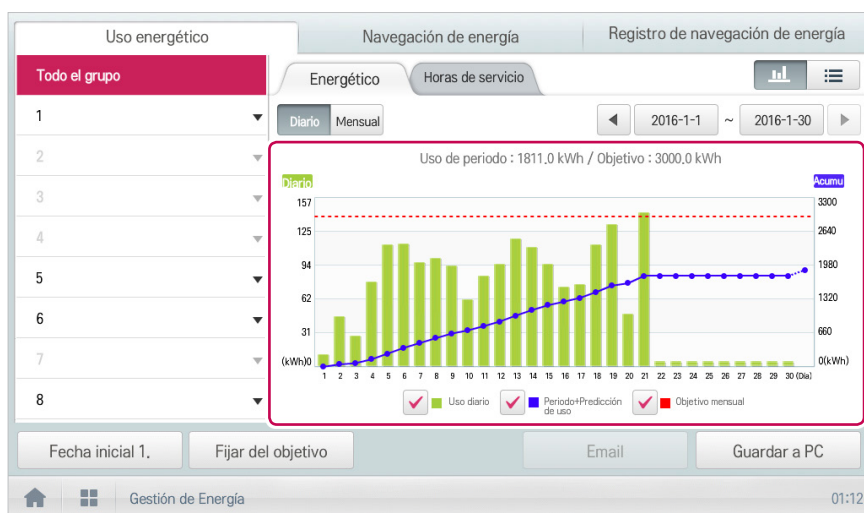 Uso energético
Navegación de energía
Registro de navegación de energía
Todo el grupo
1
2
3
4
5
6
7
8
Energético
Horas de servicio
Diario
Mensual
2016-1-1 ~ 2016-1-30
Uso de periodo : 1811.0 kWh / Objetivo : 3000.0 kWh
Diario
Acumu
157
125
94
62
31
(kWh)0
3300
2640
1980
1320
660
0(kWh)
1 2 3 4 5 6 7 8 9 10 11 12 13 14 15 16 17 18 19 20 21 22 23 24 25 26 27 28 29 30 (Día)
Uso diario
Periodo+Predicción
de uso
Objetivo mensual
Fecha inicial 1.
Fijar del objetivo
Email
Guardar a PC
Gestión de Energía
01:12